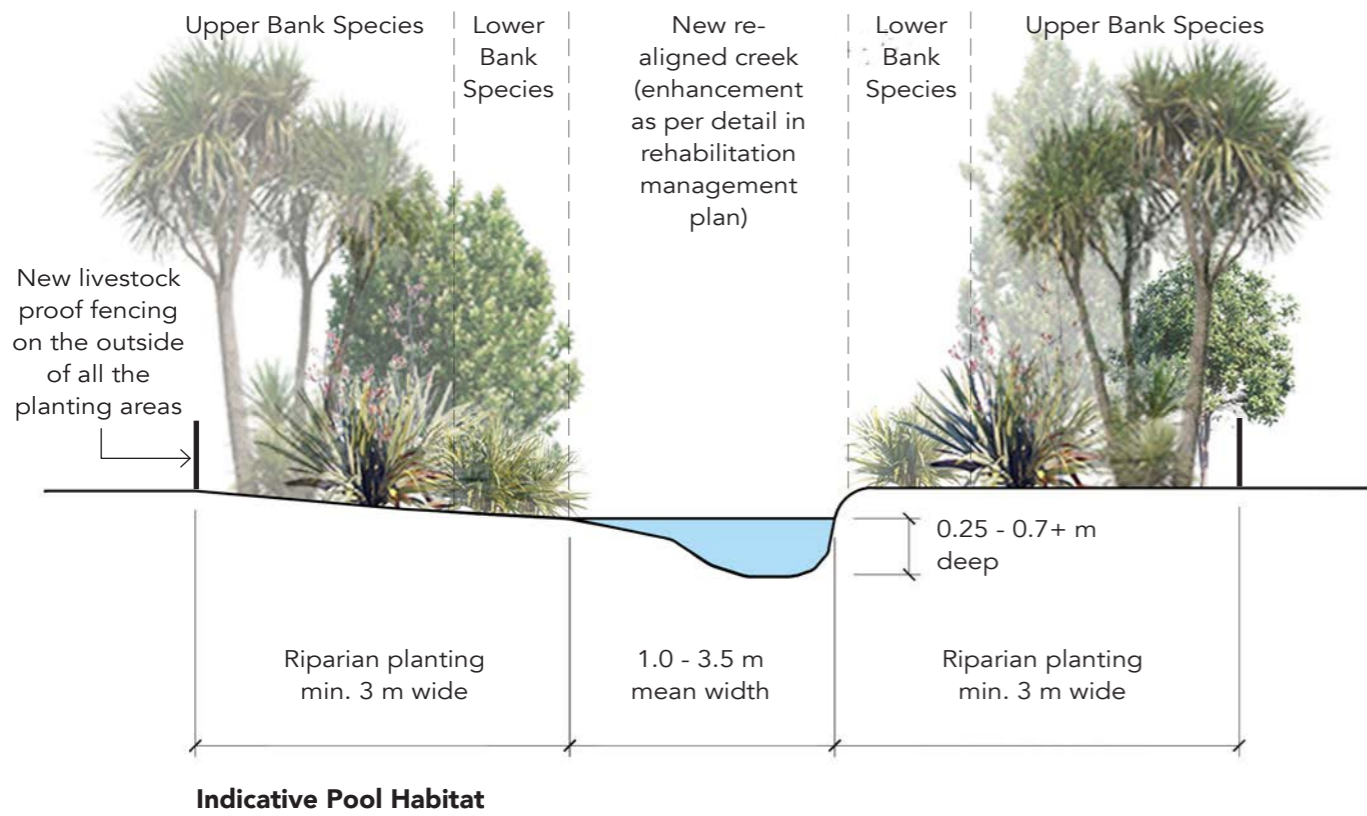 Upper Bank Species
Lower
Bank
Species
New re-
aligned creek
(enhancement
as per detail in
rehabilitation
management
plan)
Lower
Bank
Species
Upper Bank Species
New livestock
proof fencing
on the outside
of all the
planting areas
0.25 - 0.7+ m
deep
Riparian planting
min. 3 m wide
1.0 - 3.5 m
mean width
Riparian planting
min. 3 m wide
Indicative Pool Habitat